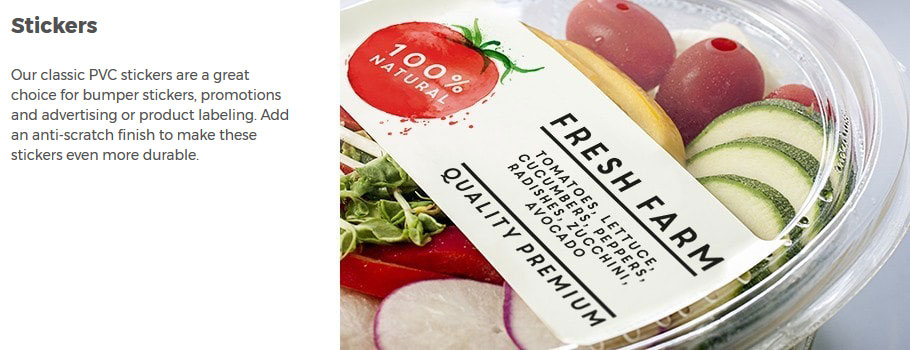 Stickers
Our classic PVC stickers are a great
choice for bumper stickers, promotions
and advertising or product labeling. Add
an anti-scratch finish to make these
stickers even more durable.
100%
NATURAL
FRESH FARM
TOMATOES, LETTUCE,
CUCUMBERS, PEPPERS,
RADISHES, ZUCCHINI,
AVOCADO
QUALITY PREMIUM